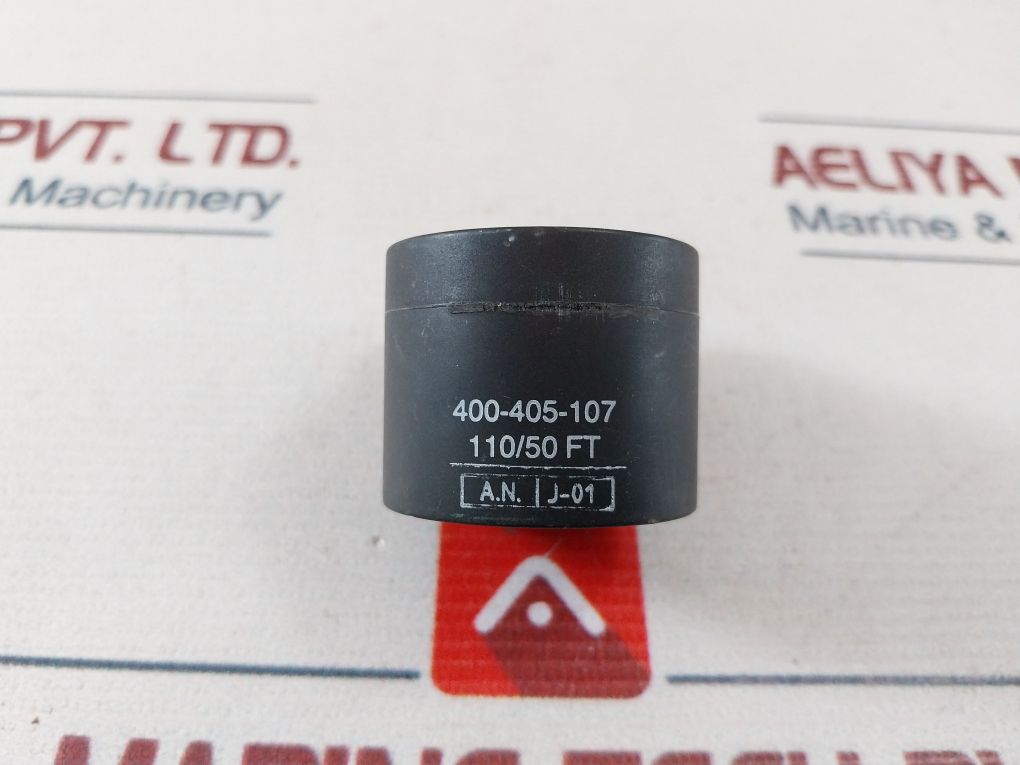 PVT. LTD.
Machinery
AELIYA
Marine &
400-405-107
110/50 FT
A.N. J-01